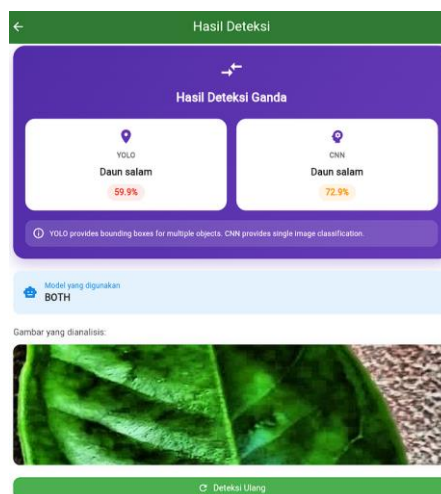 Hasil Deteksi
Hasil Deteksi Ganda
YOLO
Daun salam
59.9%
CNN
Daun salam
72.9%
YOLO provides bounding boxes for multiple objects. CNN provides single image classification.
Model yang digunakan
BOTH
Gambar yang dianalisis:
Deteksi Ulang